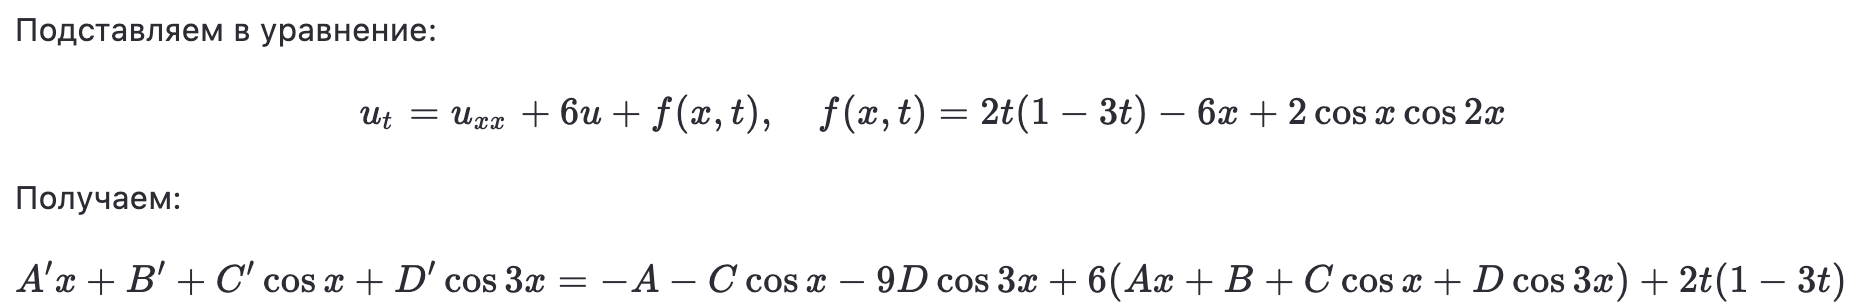 Подставляем в уравнение:
u_t = u_{xx} + 6u + f(x, t),   f(x, t) = 2t(1 − 3t) − 6x + 2 cos x cos 2x
Получаем:
A′x + B′ + C′ cos x + D′ cos 3x = −A − C cos x − 9D cos 3x + 6(Ax + B + C cos x + D cos 3x) + 2t(1 − 3t)